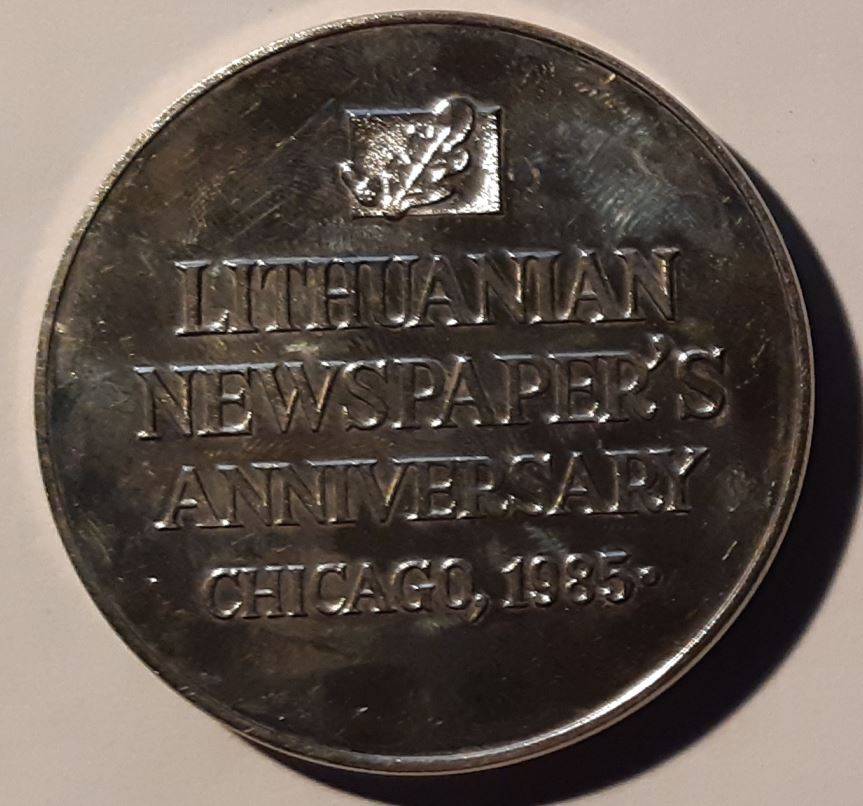 LITHUANIAN
NEWSPAPER'S
ANNIVERSARY
CHICAGO, 1985.